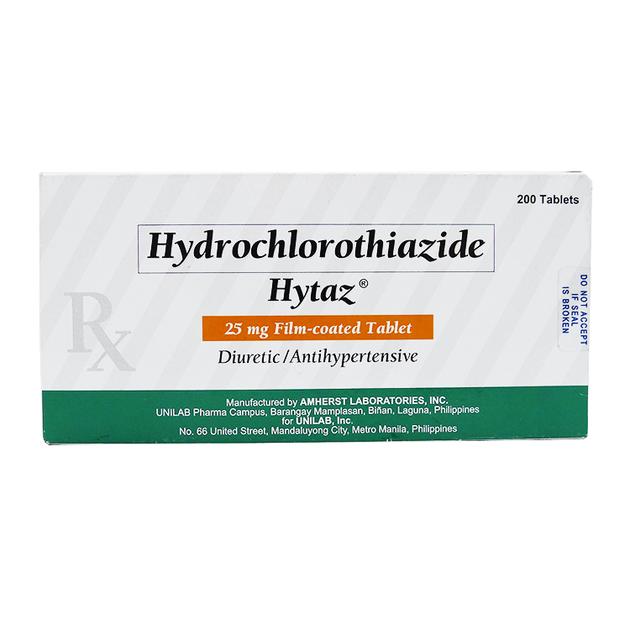 200 Tablets
Hydrochlorothiazide
Hytaz®
25 mg Film-coated Tablet
Diuretic/Antihypertensive
Rx
DO NOT ACCEPT
IF SEAL
IS BROKEN
Manufactured by AMHERST LABORATORIES, INC.
UNILAB Pharma Campus, Barangay Mamplasan, Biñan, Laguna, Philippines
for UNILAB, Inc.
No. 66 United Street, Mandaluyong City, Metro Manila, Philippines